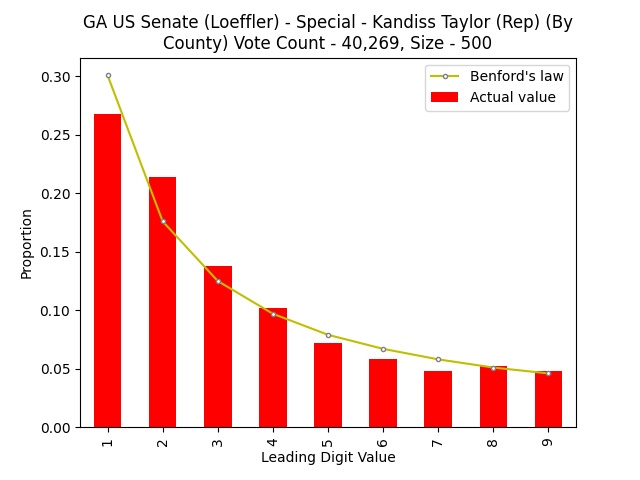 GA US Senate (Loeffler) - Special - Kandiss Taylor (Rep) (By
County) Vote Count - 40,269, Size - 500
Benford's law
Actual value
0.30
0.25
0.20
0.15
0.10
0.05
0.00
Proportion
1 2 3 4 5 6 7 8 9
Leading Digit Value